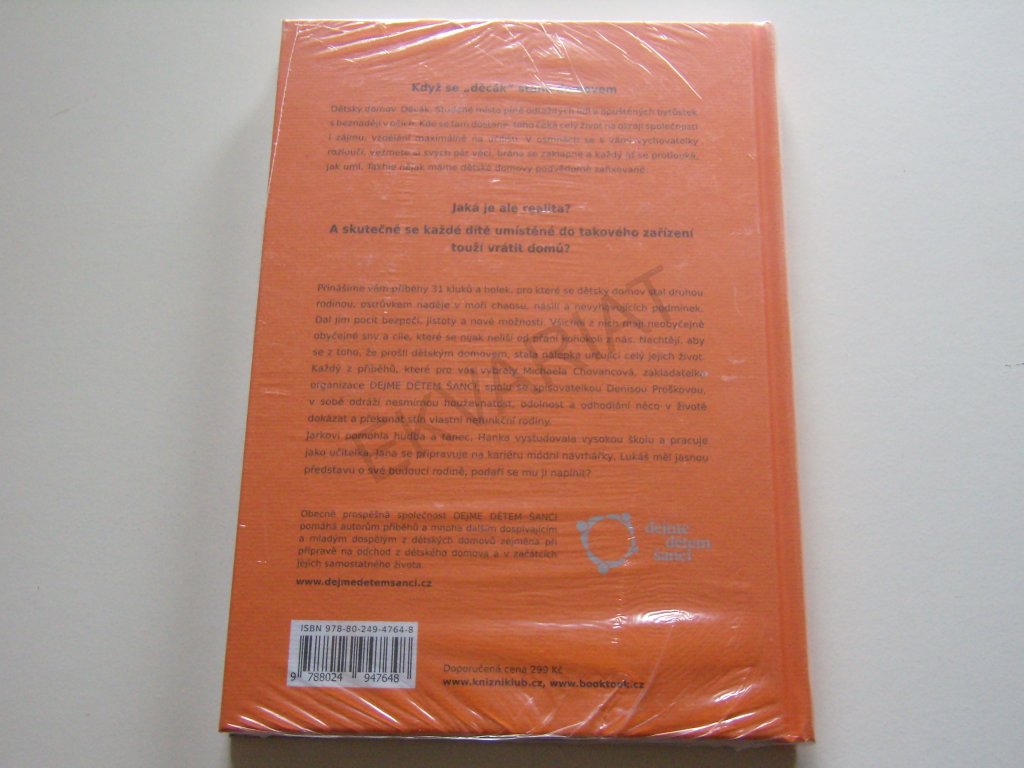 Když se „děcák“ stane domovem
Dětský domov. Děcák. Studené místo plné odtažitých lidí a opuštěných bytůstek
s beznadějí v očích. Kdo se tam dostane, toho čeká celý život na okraji společnosti
i zájmu, vzdělání maximálně na učilišti. V osmnácti se s vámi vychovatelky
rozloučí, vezmete si svých pět věcí, brána se zaklapne a každý ať se protlouká,
jak umí. Takhle nějak máme dětské domovy podvědomě zafixované.
Jaká je ale realita?
A skutečně se každé dítě umístěné do takového zařízení
touží vrátit domů?
Přinášíme vám příběhy 31 kluků a holek, pro které se dětský domov stal druhou
rodinou, ostrůvkem naděje v moři chaosu, násilí a nevyhovujících podmínek.
Dal jim pocit bezpečí, jistoty a nové možnosti. Všichni z nich mají neobyčejně
obyčejné sny a cíle, které se nijak neliší od přání kohokoli z nás. Nechtějí, aby
se z toho, že prošli dětským domovem, stala nálepka určující celý jejich život.
Každý z příběhů, které pro vás vybraly Michaela Chovancová, zakladatelka
organizace DEJME DĚTEM ŠANCI, spolu se spisovatelkou Denisou Proškovou,
v sobě odráží nesmírnou houževnatost, odolnost a odhodlání něco v životě
dokázat a překonat stín vlastní nefunkční rodiny.
Jarkovi pomohla hudba a tanec, Hanka vystudovala vysokou školu a pracuje
jako učitelka, Jana se připravuje na kariéru módní návrhářky, Lukáš měl jasnou
představu o své budoucí rodině, podaří se mu ji naplnit?
Obecně prospěšná společnost DEJME DĚTEM ŠANCI
pomáhá autorům příběhů a mnoha dalším dospívajícím
a mladým dospělým z dětských domovů zejména při
přípravě na odchod z dětského domova a v začátcích
jejich samostatného života.
www.dejmedetemsanci.cz
dejme
dětem
šanci
ISBN 978-80-249-4764-8
9 788024 947648
Doporučená cena 299 Kč
www.knizniklub.cz, www.booktook.cz